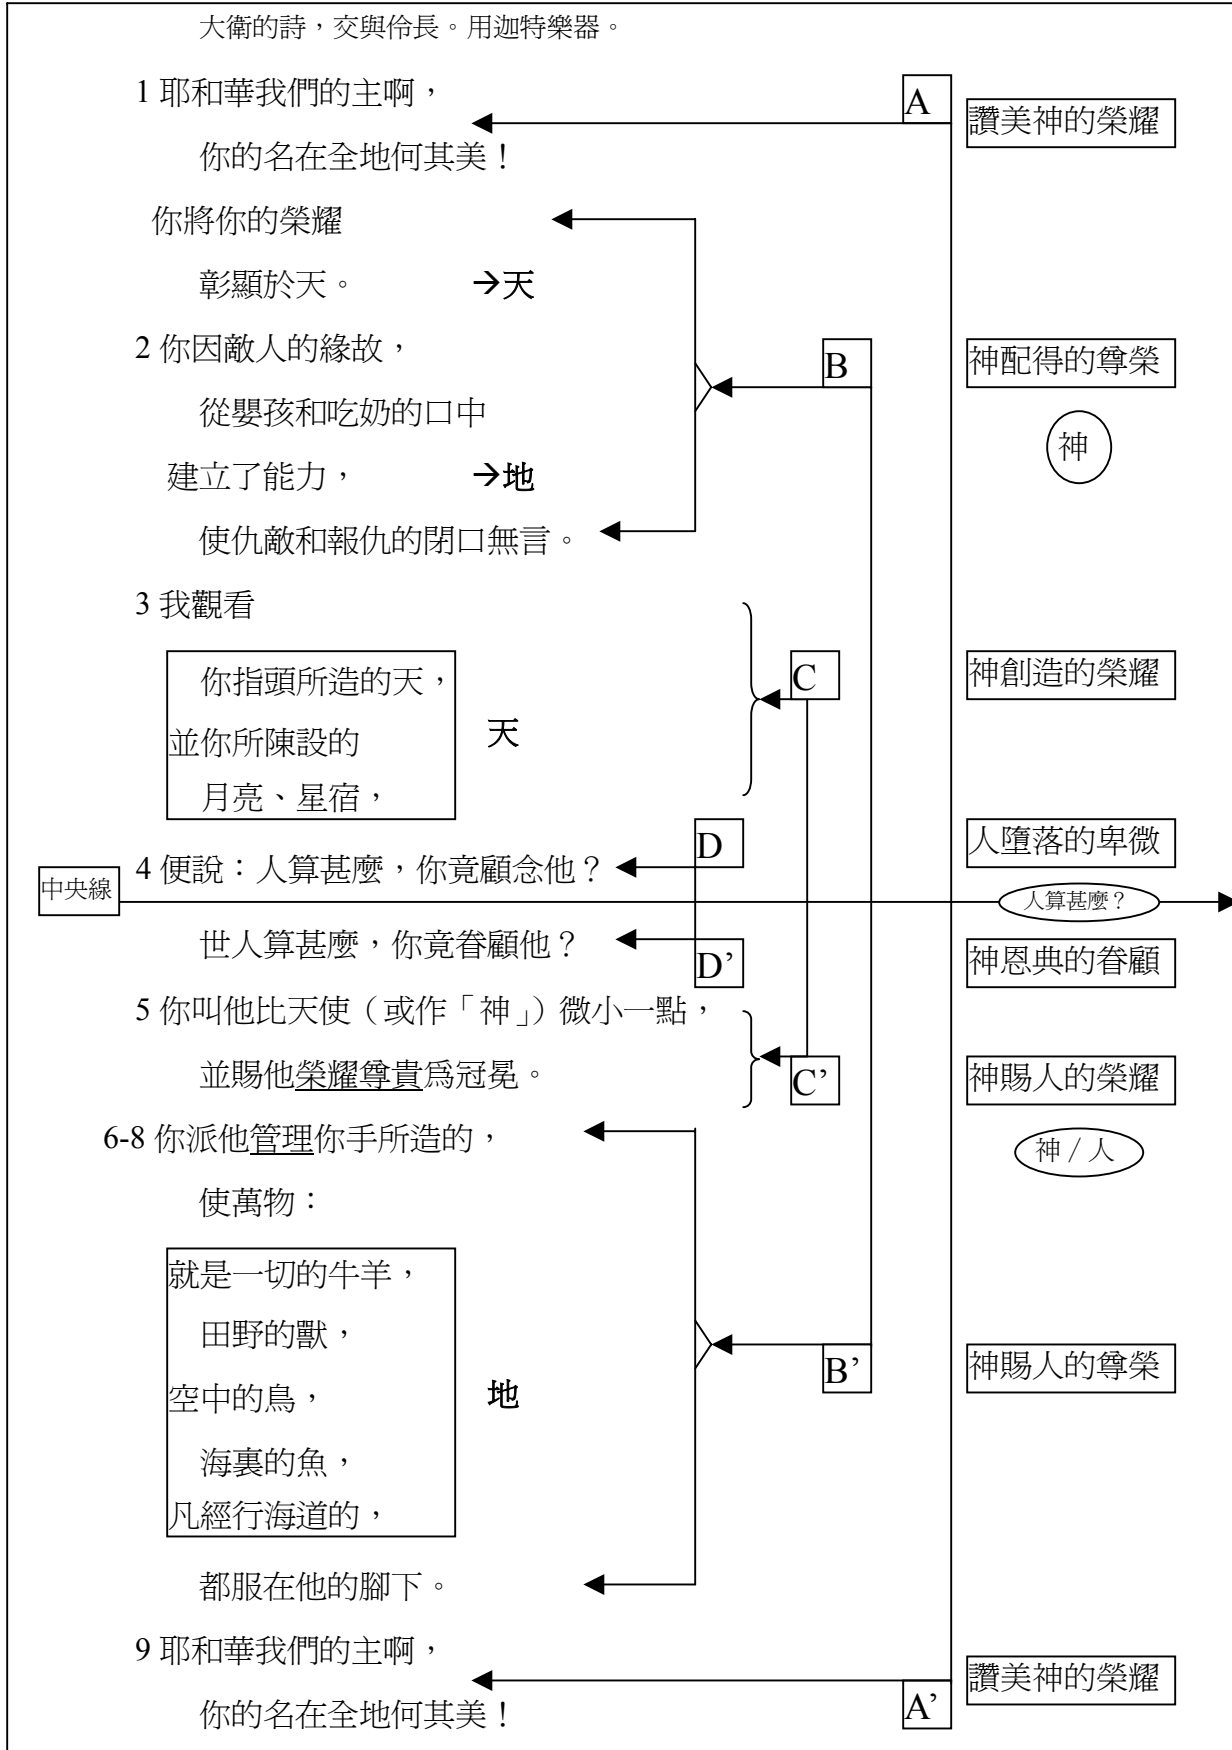 大衛的詩，交與伶長。用迦特樂器。
1 耶和華我們的主啊，
A
讚美神的榮耀
你的名在全地何其美！
你將你的榮耀
彰顯於天。 →天
2 你因敵人的緣故，
B
神配得的尊榮
從嬰孩和吃奶的口中
神
建立了能力， →地
使仇敵和報仇的閉口無言。
3 我觀看
你指頭所造的天，
C
神創造的榮耀
並你所陳設的
天
月亮、星宿，
D
人墮落的卑微
4 便說：人算甚麼，你竟顧念他？
中央線
人算甚麼？
世人算甚麼，你竟眷顧他？
D’
神恩典的眷顧
5 你叫他比天使（或作「神」）微小一點，
並賜他榮耀尊貴爲冠冕。
C’
神賜人的榮耀
6-8 你派他管理你手所造的，
神／人
使萬物：
就是一切的牛羊，
田野的獸，
B’
神賜人的尊榮
空中的鳥，
地
海裏的魚，
凡經行海道的，
都服在他的腳下。
9 耶和華我們的主啊，
讚美神的榮耀
A’
你的名在全地何其美！